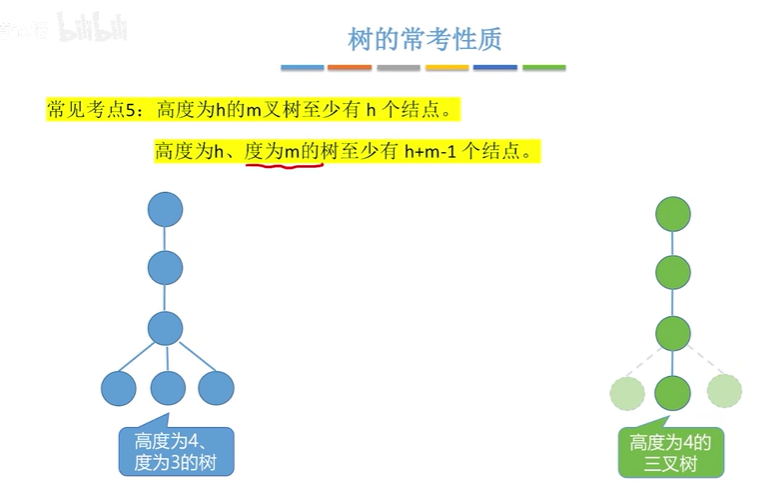 bilibili
树的常考性质
常见考点5：高度为h的m叉树至少有 h 个结点。
高度为h、度为m的树至少有 h+m-1 个结点。
高度为4、
度为3的树
高度为4的
三叉树